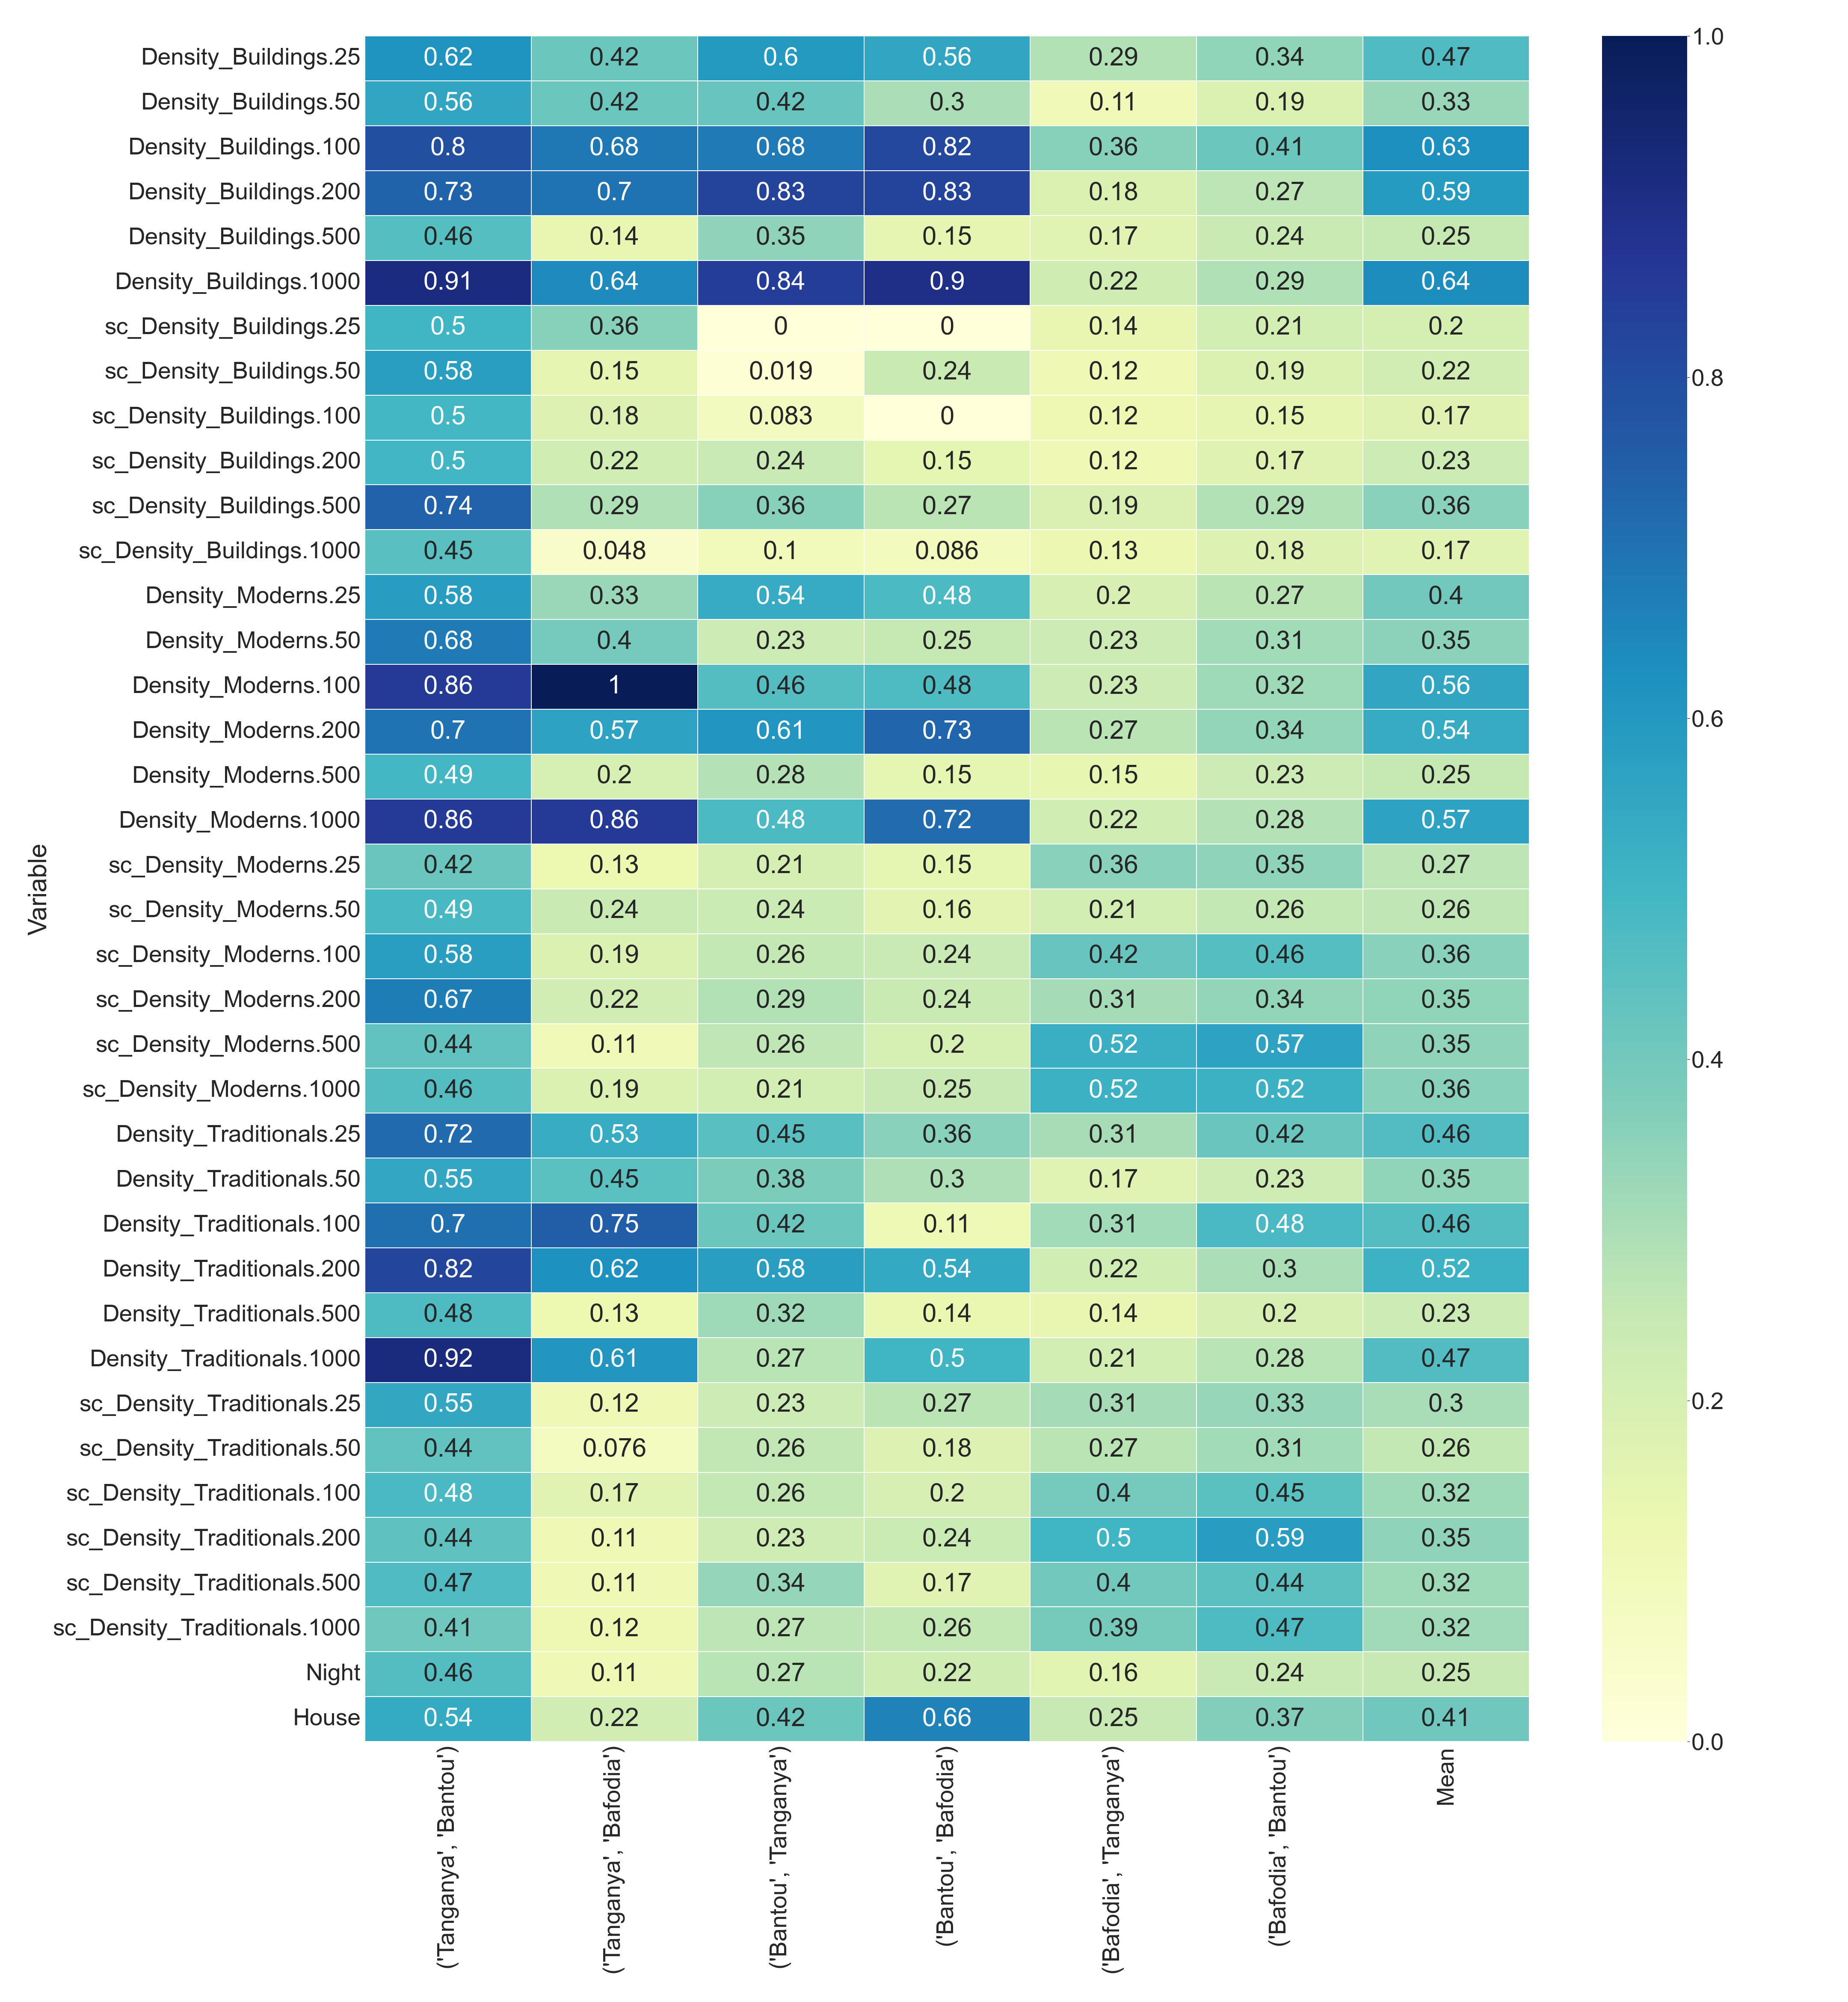 Variable
Density_Buildings.25 0.62 0.42 0.6 0.56 0.29 0.34 0.47
Density_Buildings.50 0.56 0.42 0.42 0.3 0.11 0.19 0.33
Density_Buildings.100 0.8 0.68 0.68 0.82 0.36 0.41 0.63
Density_Buildings.200 0.73 0.7 0.83 0.83 0.18 0.27 0.59
Density_Buildings.500 0.46 0.14 0.35 0.15 0.17 0.24 0.25
Density_Buildings.1000 0.91 0.64 0.84 0.9 0.22 0.29 0.64
sc_Density_Buildings.25 0.5 0.36 0 0 0.14 0.21 0.2
sc_Density_Buildings.50 0.58 0.15 0.019 0.24 0.12 0.19 0.22
sc_Density_Buildings.100 0.5 0.18 0.083 0 0.12 0.15 0.17
sc_Density_Buildings.200 0.5 0.22 0.24 0.15 0.12 0.17 0.23
sc_Density_Buildings.500 0.74 0.29 0.36 0.27 0.19 0.29 0.36
sc_Density_Buildings.1000 0.45 0.048 0.1 0.086 0.13 0.18 0.17
Density_Moderns.25 0.58 0.33 0.54 0.48 0.2 0.27 0.4
Density_Moderns.50 0.68 0.4 0.23 0.25 0.23 0.31 0.35
Density_Moderns.100 0.86 1 0.46 0.48 0.23 0.32 0.56
Density_Moderns.200 0.7 0.57 0.61 0.73 0.27 0.34 0.54
Density_Moderns.500 0.49 0.2 0.28 0.15 0.15 0.23 0.25
Density_Moderns.1000 0.86 0.86 0.48 0.72 0.22 0.28 0.57
sc_Density_Moderns.25 0.42 0.13 0.21 0.15 0.36 0.35 0.27
sc_Density_Moderns.50 0.49 0.24 0.24 0.16 0.21 0.26 0.26
sc_Density_Moderns.100 0.58 0.19 0.26 0.24 0.42 0.46 0.36
sc_Density_Moderns.200 0.67 0.22 0.29 0.24 0.31 0.34 0.35
sc_Density_Moderns.500 0.44 0.11 0.26 0.2 0.52 0.57 0.35
sc_Density_Moderns.1000 0.46 0.19 0.21 0.25 0.52 0.52 0.36
Density_Traditionals.25 0.72 0.53 0.45 0.36 0.31 0.42 0.46
Density_Traditionals.50 0.55 0.45 0.38 0.3 0.17 0.23 0.35
Density_Traditionals.100 0.7 0.75 0.42 0.11 0.31 0.48 0.46
Density_Traditionals.200 0.82 0.62 0.58 0.54 0.22 0.3 0.52
Density_Traditionals.500 0.48 0.13 0.32 0.14 0.14 0.2 0.23
Density_Traditionals.1000 0.92 0.61 0.27 0.5 0.21 0.28 0.47
sc_Density_Traditionals.25 0.55 0.12 0.23 0.27 0.31 0.33 0.3
sc_Density_Traditionals.50 0.44 0.076 0.26 0.18 0.27 0.31 0.26
sc_Density_Traditionals.100 0.48 0.17 0.26 0.2 0.4 0.45 0.32
sc_Density_Traditionals.200 0.44 0.11 0.23 0.24 0.5 0.59 0.35
sc_Density_Traditionals.500 0.47 0.11 0.34 0.17 0.4 0.44 0.32
sc_Density_Traditionals.1000 0.41 0.12 0.27 0.26 0.39 0.47 0.32
Night 0.46 0.11 0.27 0.22 0.16 0.24 0.25
House 0.54 0.22 0.42 0.66 0.25 0.37 0.41
('Tanganya', 'Bantou')
('Tanganya', 'Bafodia')
('Bantou', 'Tanganya')
('Bantou', 'Bafodia')
('Bafodia', 'Tanganya')
('Bafodia', 'Bantou')
Mean
1.0
0.8
0.6
0.4
0.2
0.0